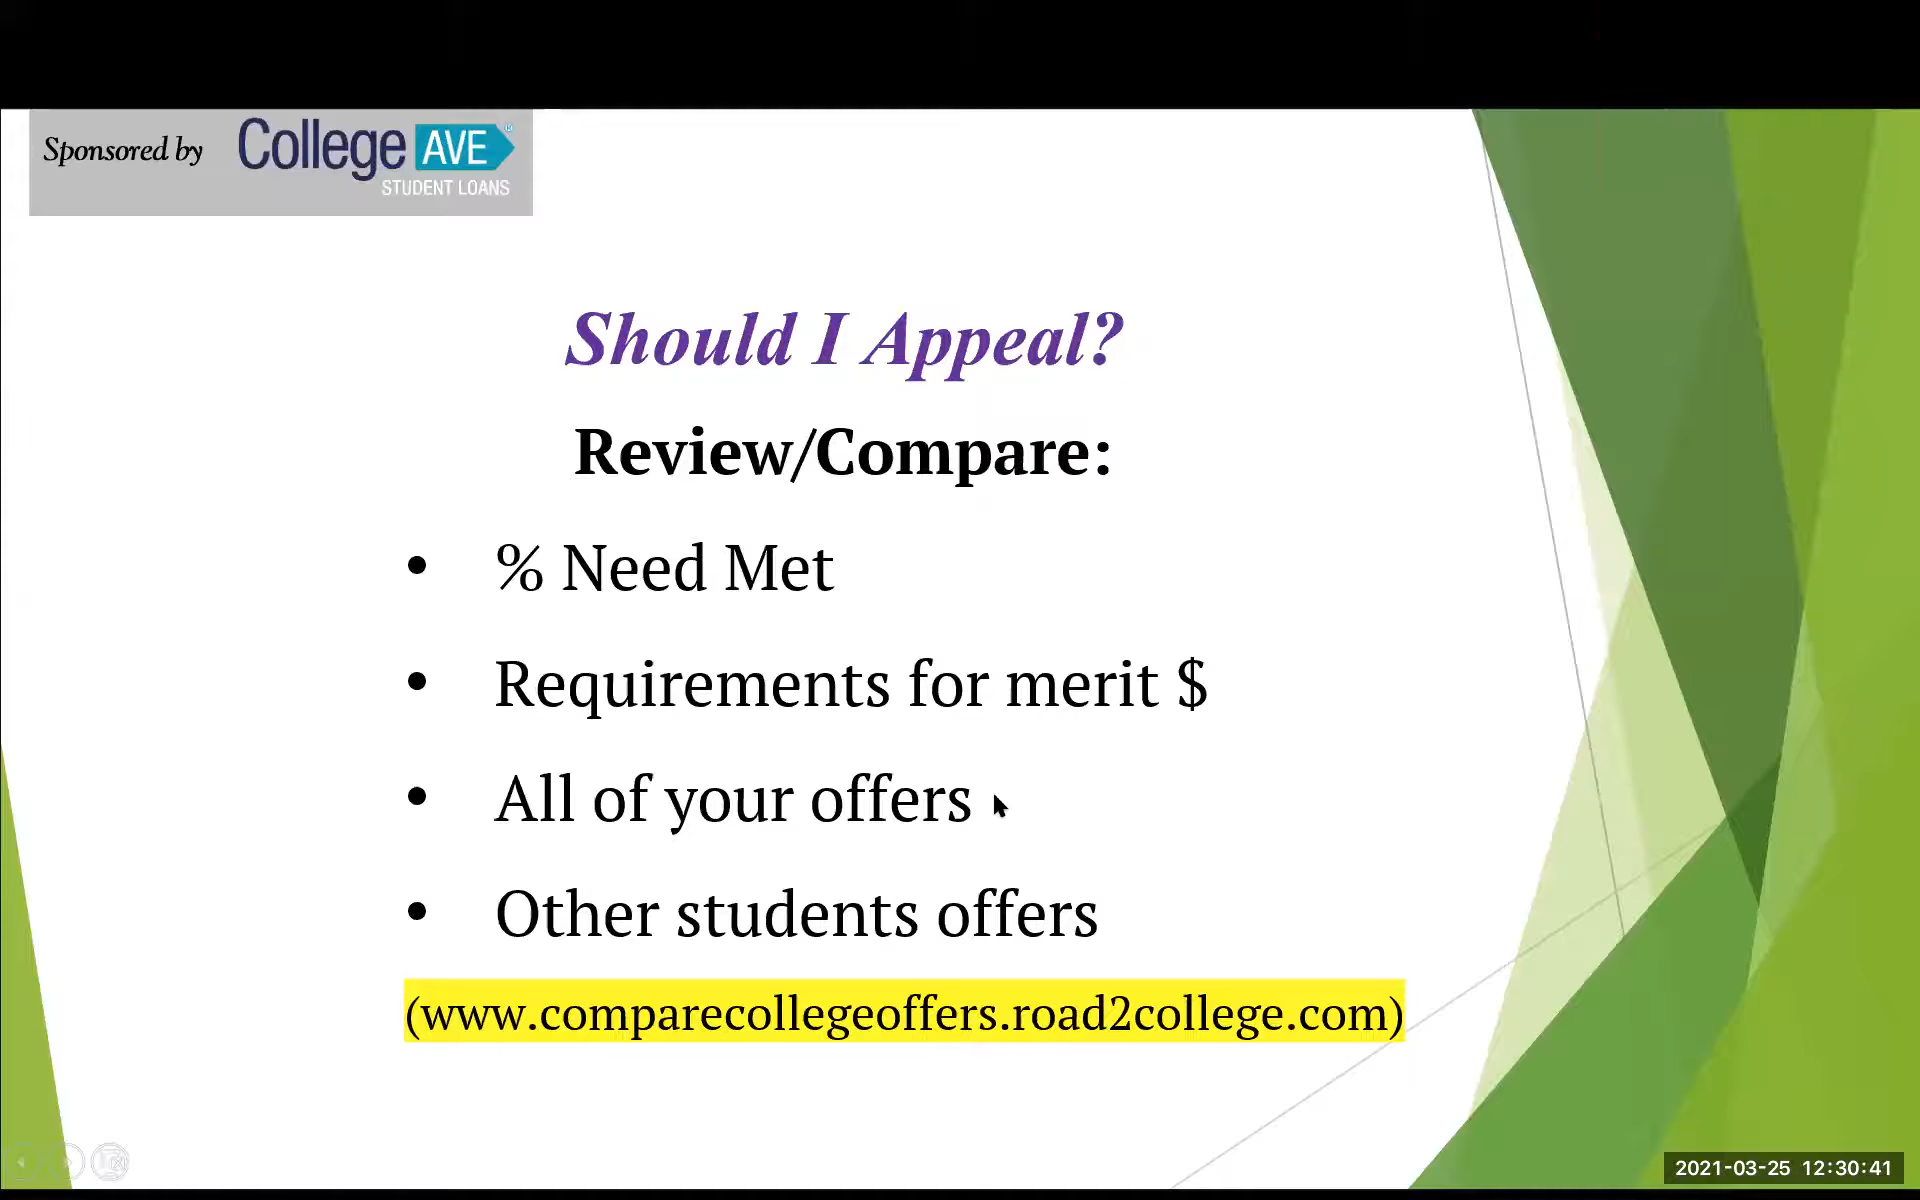 Sponsored by College AVE
STUDENT LOANS
Should I Appeal?
Review/Compare:
• % Need Met
• Requirements for merit $
• All of your offers
• Other students offers
(www.comparecollegeoffers.road2college.com)
2021-03-25 12:30:41